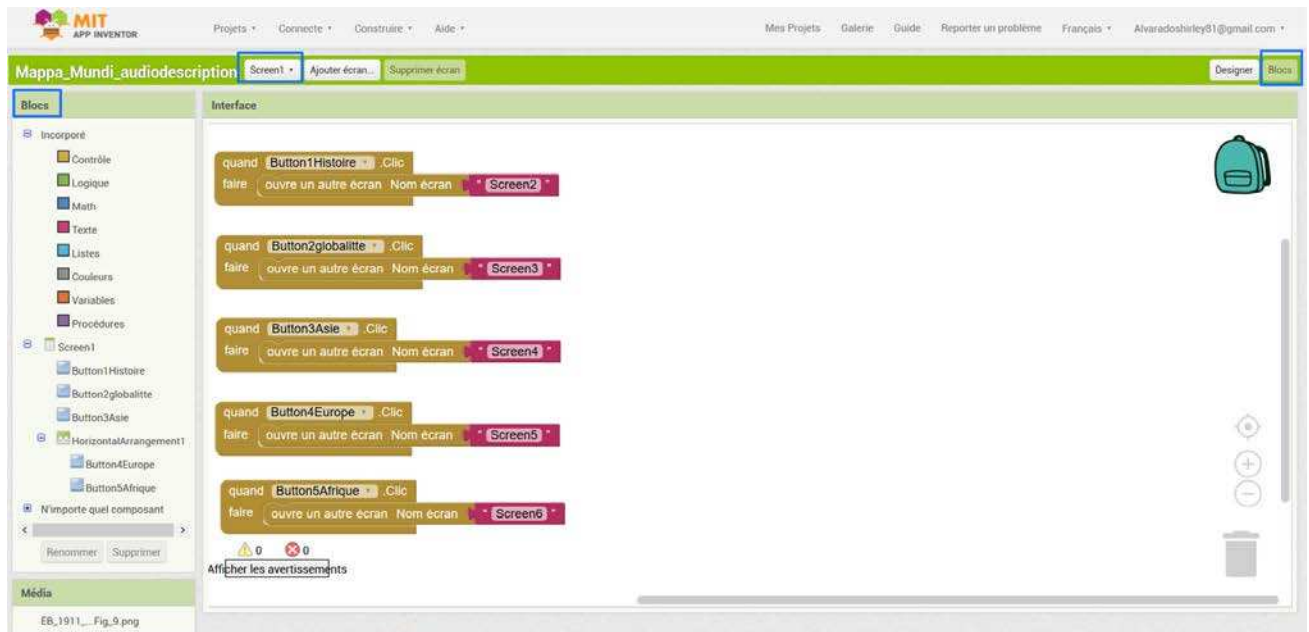 MIT
APP INVENTOR
Projets Connecte Construire Aide Mes Projets Galerie Guide Reporter un problème Français Alvaradoshirley81@gmail.com
Mappa_Mundi_audiodescription Screen1 Ajouter écran... Supprimer écran Designer Blocs
Blocs
Interface
Incorporé
Contrôle
Logique
Math
Texte
Listes
Couleurs
Variables
Procédures
Screen1
Button1Histoire
Button2globalitte
Button3Asie
HorizontalArrangement1
Button4Europe
Button5Afrique
N'importe quel composant
Renommer Supprimer
Média
EB_1911_...Fig_9.png
quand Button1Histoire .Clic
faire ouvre un autre écran Nom écran " Screen2 "
quand Button2globalitte .Clic
faire ouvre un autre écran Nom écran " Screen3 "
quand Button3Asie .Clic
faire ouvre un autre écran Nom écran " Screen4 "
quand Button4Europe .Clic
faire ouvre un autre écran Nom écran " Screen5 "
quand Button5Afrique .Clic
faire ouvre un autre écran Nom écran " Screen6 "
0 0
Afficher les avertissements